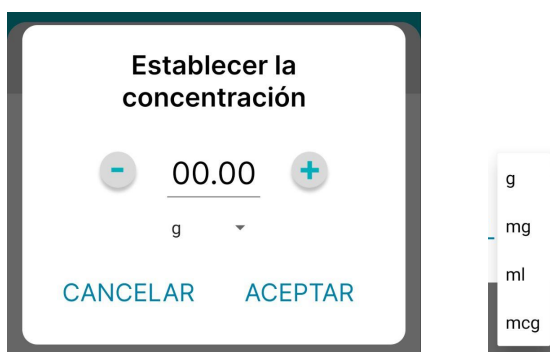 Establecer la
concentración
- 00.00 +
g
CANCELAR ACEPTAR
g
mg
ml
mcg